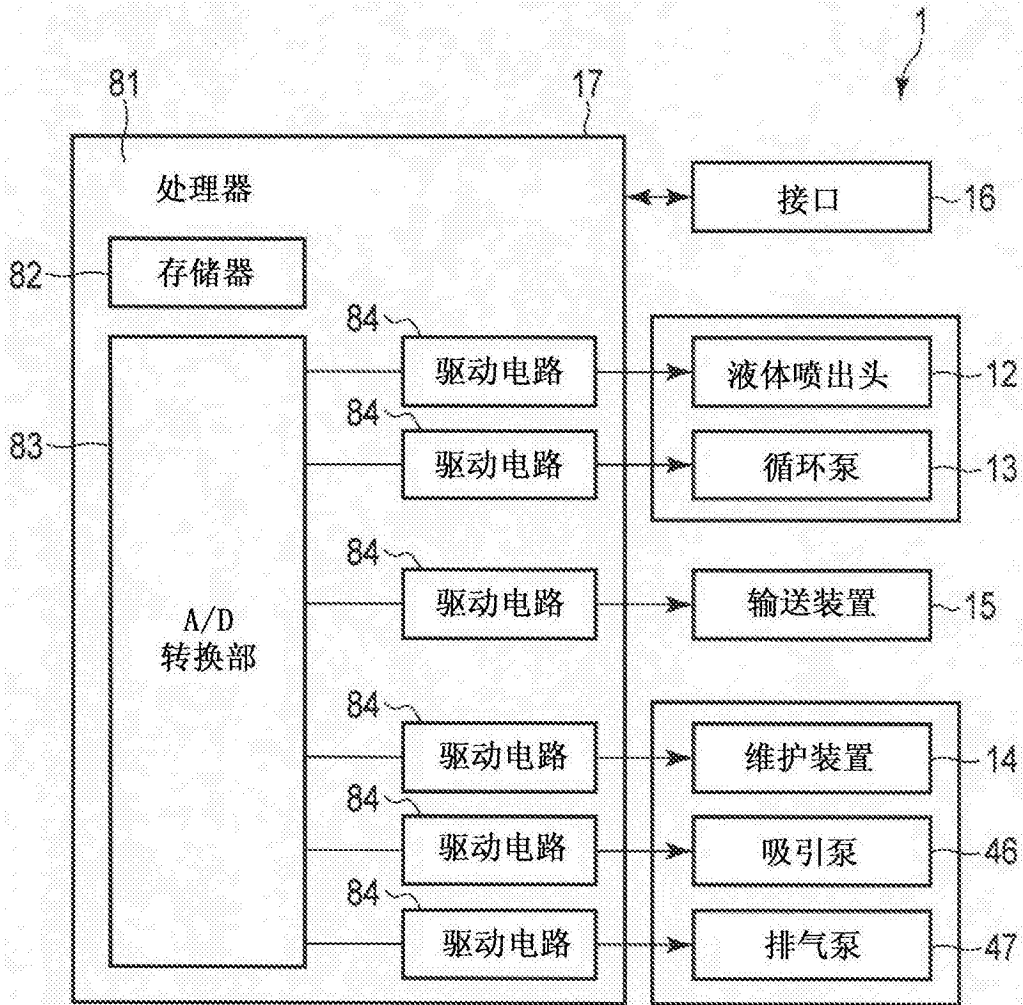 1
81
17
处理器
接口
16
82
存储器
84
驱动电路
液体喷出头
12
83
84
驱动电路
循环泵
13
84
驱动电路
输送装置
15
A/D
转换部
84
驱动电路
维护装置
14
84
驱动电路
吸引泵
46
84
驱动电路
排气泵
47